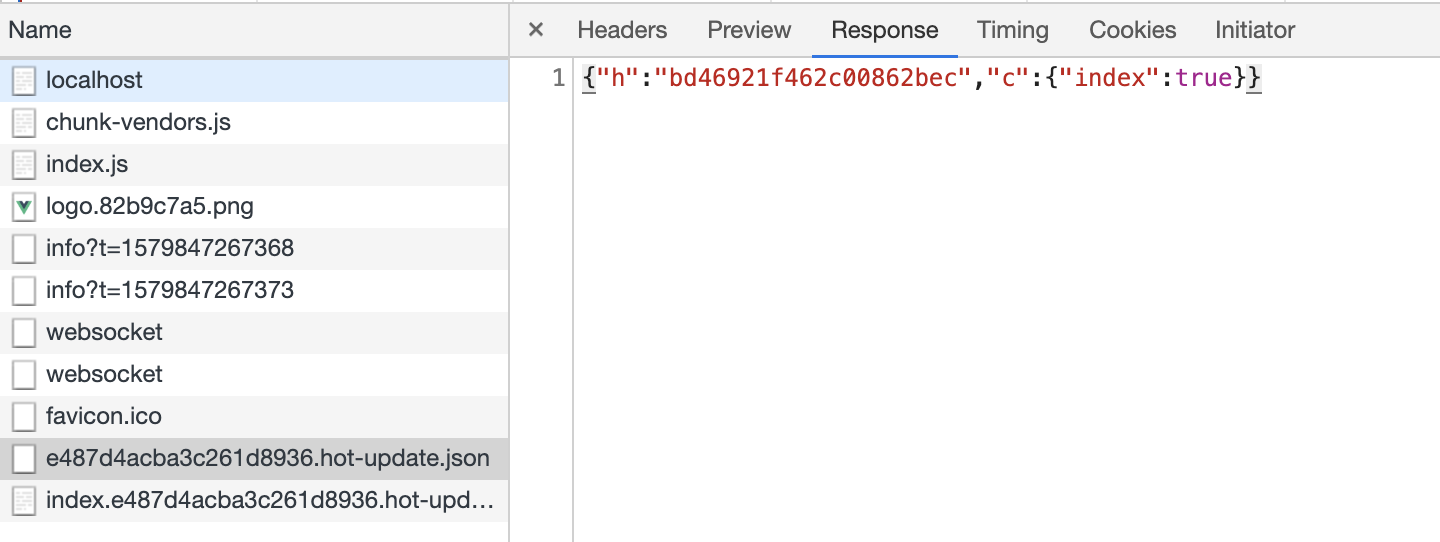 Name
× Headers Preview Response Timing Cookies Initiator
localhost
1 {"h":"bd46921f462c00862bec","c":{"index":true}}
chunk-vendors.js
index.js
logo.82b9c7a5.png
info?t=1579847267368
info?t=1579847267373
websocket
websocket
favicon.ico
e487d4acba3c261d8936.hot-update.json
index.e487d4acba3c261d8936.hot-upd…